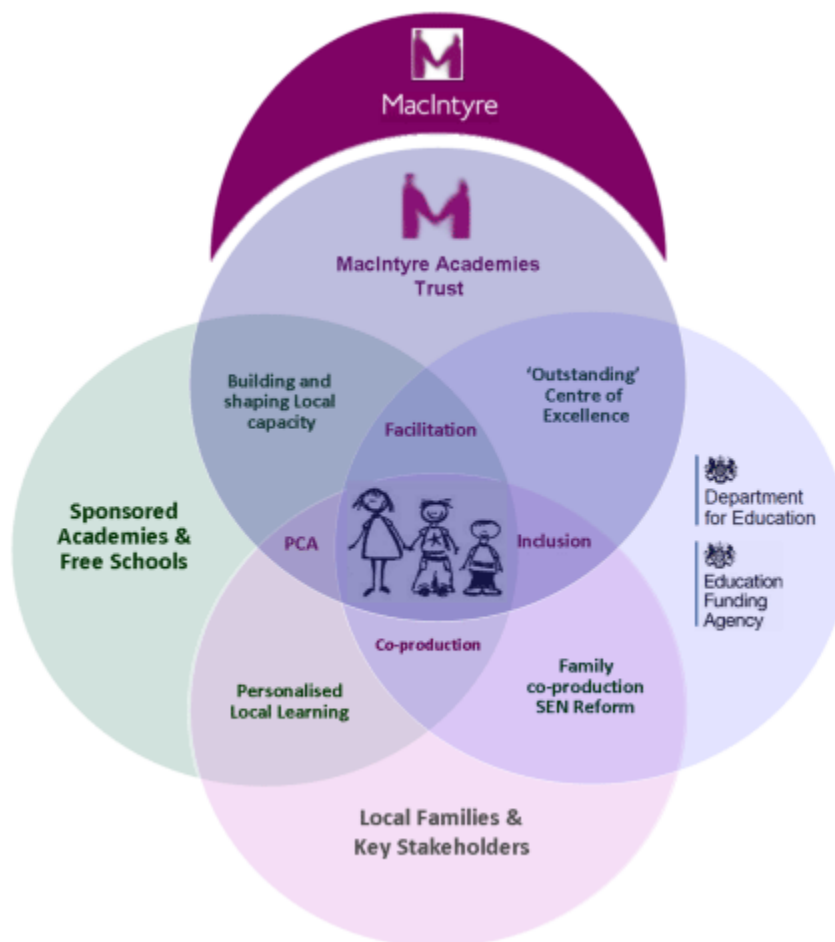 MacIntyre
MacIntyre Academies
Trust
Building and
shaping Local
capacity
'Outstanding'
Centre of
Excellence
Facilitation
Sponsored
Academies &
Free Schools
PCA
Inclusion
Department
for Education
Education
Funding
Agency
Co-production
Personalised
Local Learning
Family
co-production
SEN Reform
Local Families &
Key Stakeholders